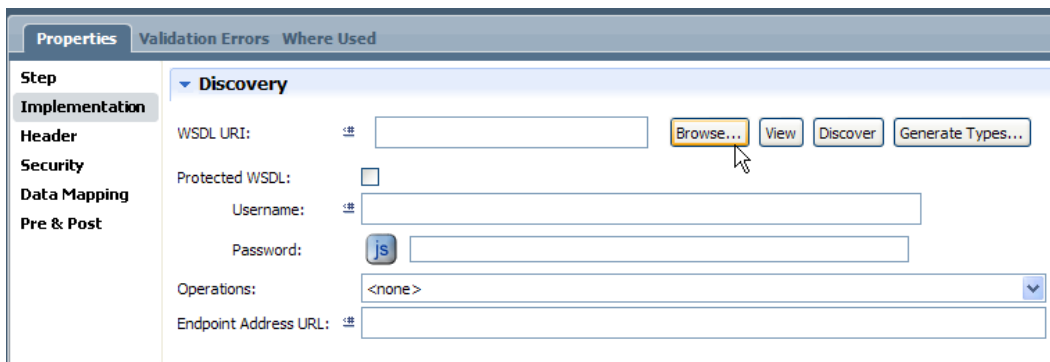 Properties Validation Errors Where Used
Step
Discovery
Implementation
WSDL URI: Browse... View Discover Generate Types...
Header
Security
Protected WSDL:
Data Mapping
Username:
Pre & Post
Password: js
Operations: <none>
Endpoint Address URL: